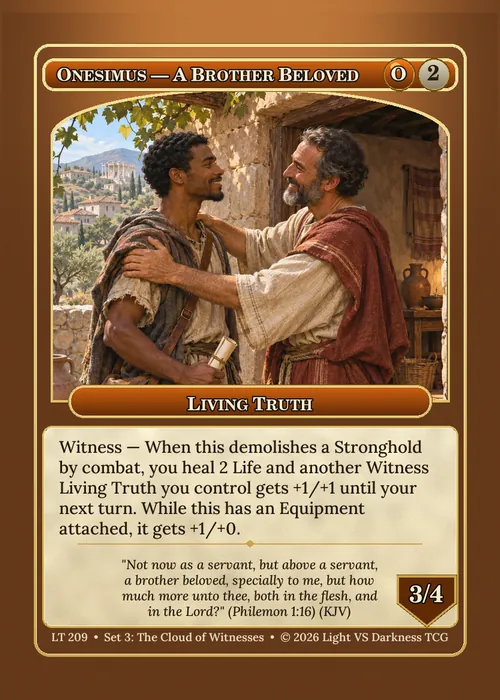 Onesimus — A Brother Beloved O 2
Living Truth
Witness — When this demolishes a Stronghold
by combat, you heal 2 Life and another Witness
Living Truth you control gets +1/+1 until your
next turn. While this has an Equipment
attached, it gets +1/+0.
"Not now as a servant, but above a servant,
a brother beloved, specially to me, but how
much more unto thee, both in the flesh, and
in the Lord?" (Philemon 1:16) (KJV)
3/4
LT 209 • Set 3: The Cloud of Witnesses • © 2026 Light VS Darkness TCG